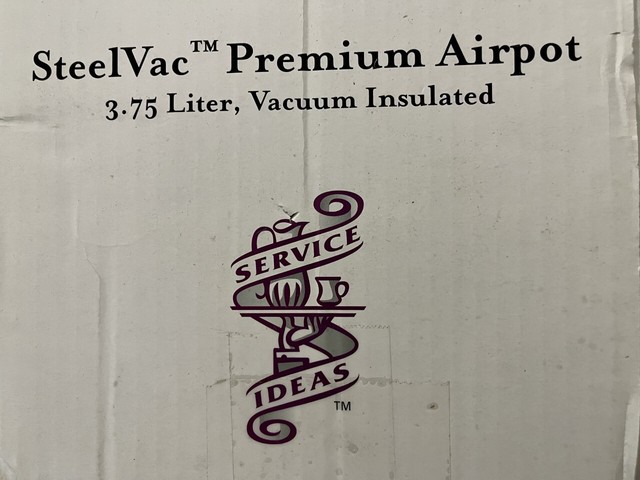 SteelVac™ Premium Airpot
3.75 Liter, Vacuum Insulated
SERVICE
IDEAS
TM